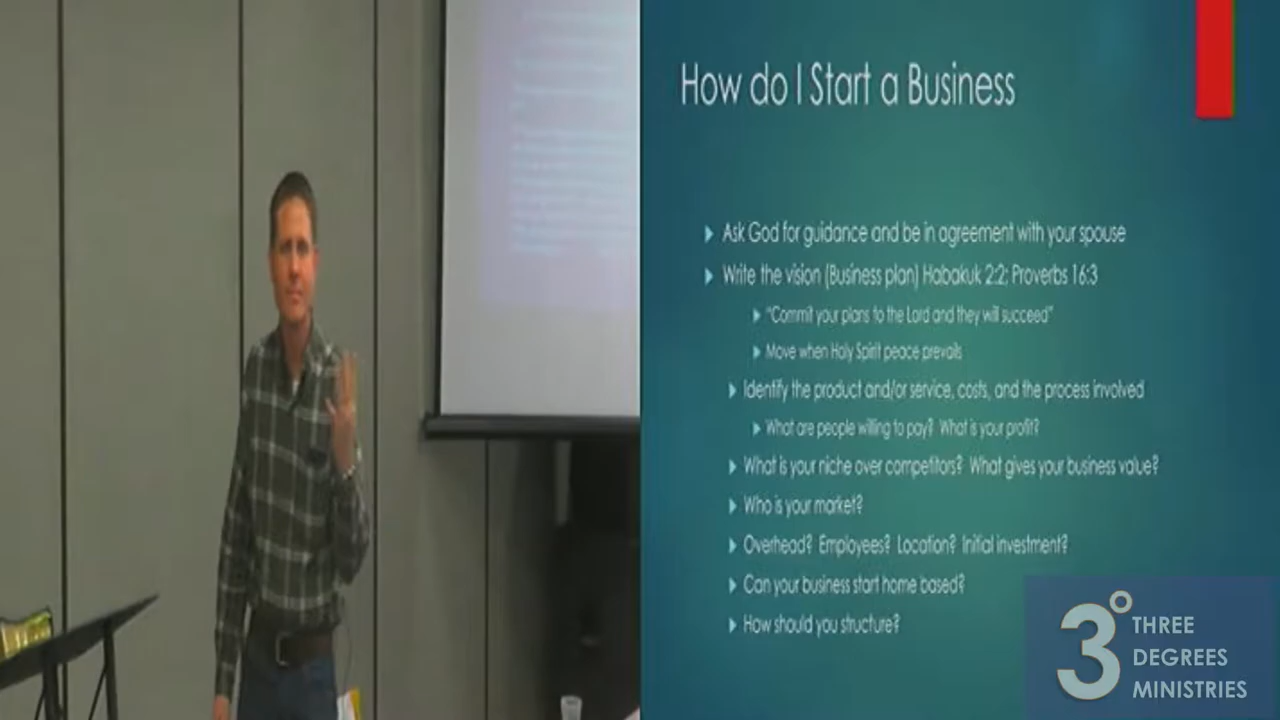 How do I Start a Business
Ask God for guidance and be in agreement with your spouse
Write the vision (Business plan) Habakuk 2:2; Proverbs 16:3
"Commit your plans to the Lord and they will succeed"
Move when Holy Spirit peace prevails
Identify the product and/or service, costs, and the process involved
What are people willing to pay? What is your profit?
What is your niche over competitors? What gives your business value?
Who is your market?
Overhead? Employees? Location? Initial investment?
Can your business start home based?
How should you structure?
3° THREE
DEGREES
MINISTRIES